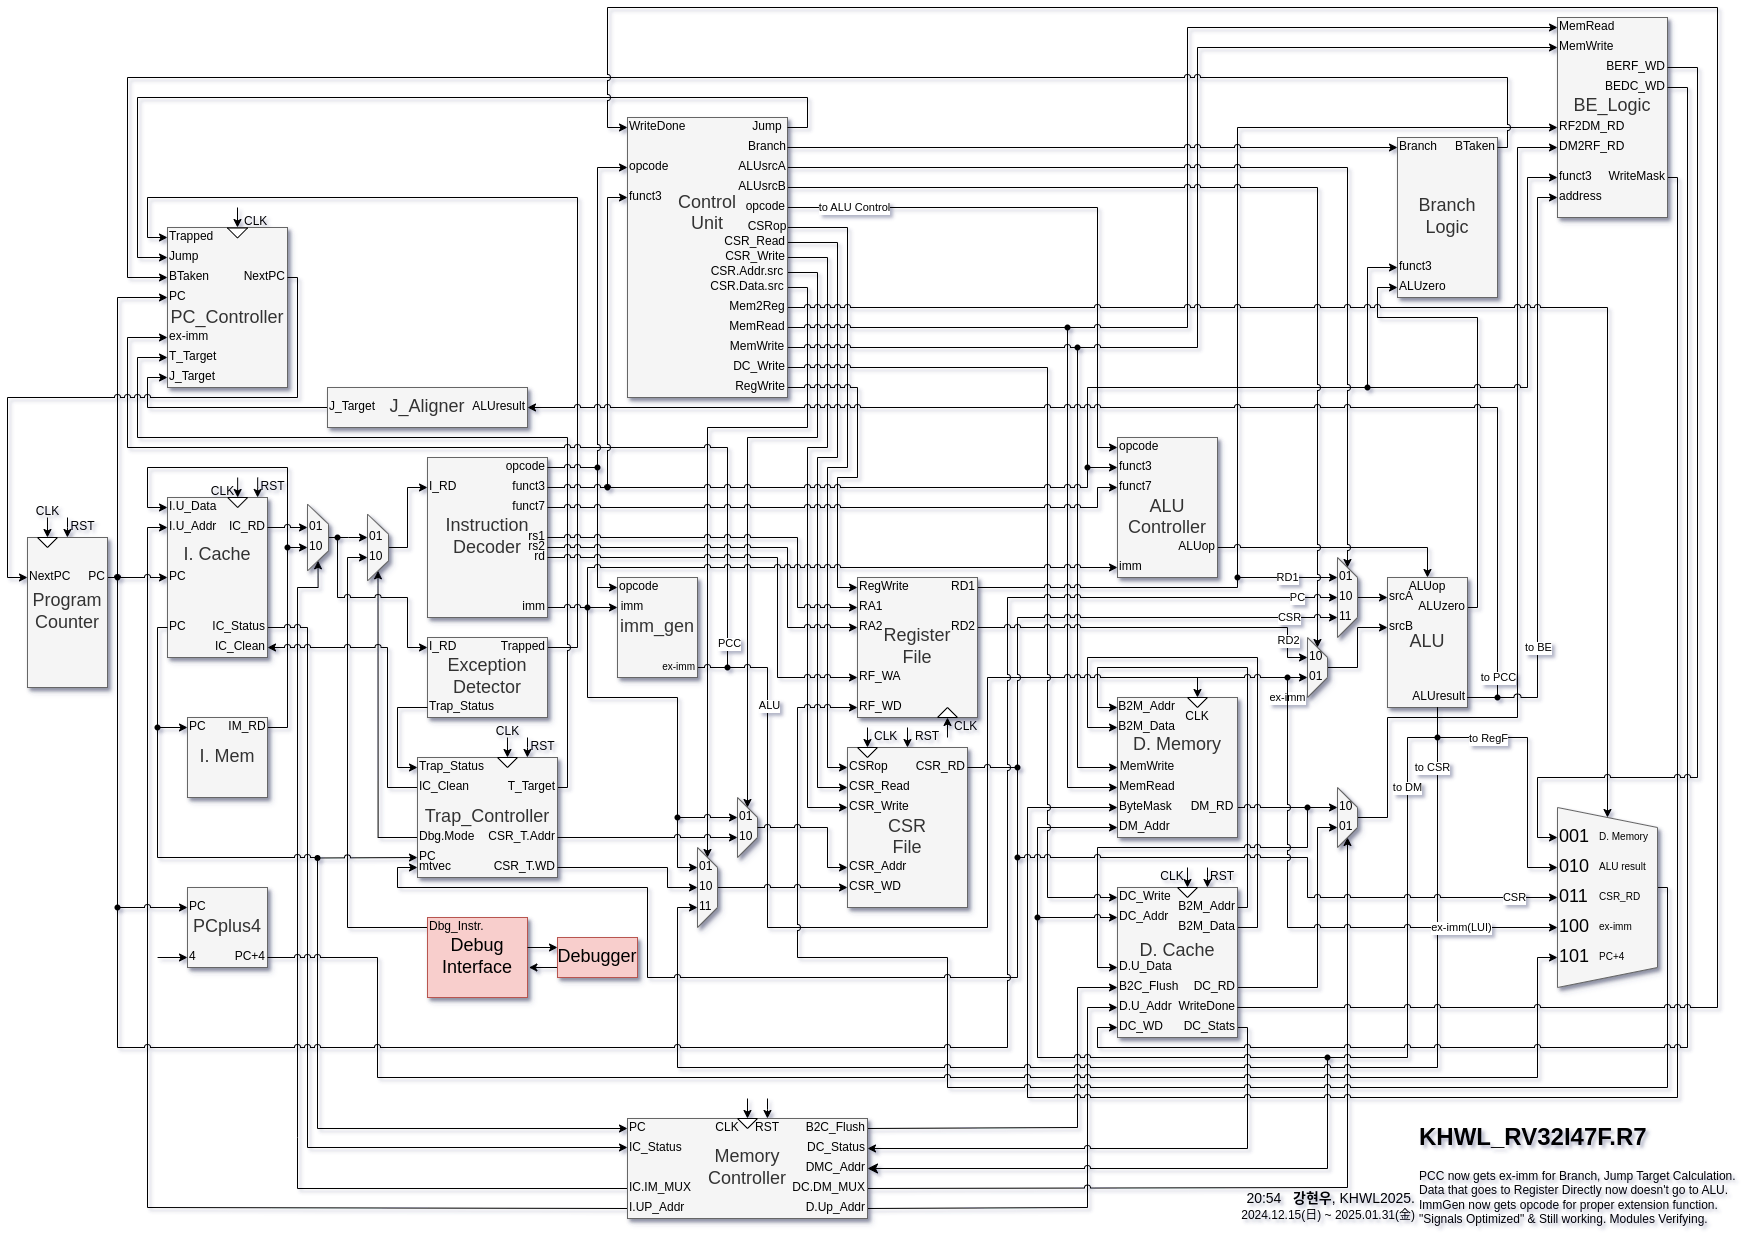 WriteDone
Jump
Branch
opcode
ALUsrcA
ALUsrcB
funct3
Control
Unit
opcode
CSRop
CSR_Read
CSR_Write
CSR.Addr.src
CSR.Data.src
Mem2Reg
MemRead
MemWrite
DC_Write
RegWrite
to ALU Control
MemRead
MemWrite
BERF_WD
BEDC_WD
BE_Logic
RF2DM_RD
DM2RF_RD
funct3
WriteMask
address
Branch
BTaken
Branch
Logic
funct3
ALUzero
CLK
Trapped
Jump
BTaken
NextPC
PC
PC_Controller
ex-imm
T_Target
J_Target
J_Target
J_Aligner
ALUresult
CLK
RST
NextPC
PC
Program
Counter
CLK
RST
I.U_Data
I.U_Addr
IC_RD
I. Cache
PC
PC
IC_Status
IC_Clean
01
10
01
10
I_RD
opcode
funct3
funct7
Instruction
Decoder
rs1
rs2
rd
imm
I_RD
Trapped
Exception
Detector
Trap_Status
opcode
imm
imm_gen
ex-imm
PCC
ALU
PC
IM_RD
I. Mem
CLK
RST
Trap_Status
IC_Clean
T_Target
Trap_Controller
Dbg.Mode
CSR_T.Addr
PC
mtvec
CSR_T.WD
PC
PCplus4
4
PC+4
Dbg_Instr.
Debug
Interface
Debugger
01
10
01
10
11
RegWrite
RD1
RA1
RA2
RD2
Register
File
RF_WA
RF_WD
CLK
CLK
RST
CSRop
CSR_RD
CSR_Read
CSR_Write
CSR
File
CSR_Addr
CSR_WD
opcode
funct3
funct7
ALU
Controller
ALUop
imm
RD1
PC
CSR
RD2
ex-imm
01
10
11
10
01
ALUop
srcA
ALUzero
srcB
ALU
ALUresult
to BE
to PCC
to RegF
to CSR
to DM
B2M_Addr
CLK
B2M_Data
D. Memory
MemWrite
MemRead
ByteMask
DM_RD
DM_Addr
10
01
CLK
RST
DC_Write
B2M_Addr
DC_Addr
B2M_Data
D. Cache
D.U_Data
B2C_Flush
DC_RD
D.U_Addr
WriteDone
DC_WD
DC_Stats
001
D. Memory
010
ALU result
CSR
011
CSR_RD
ex-imm(LUI)
100
ex-imm
101
PC+4
PC
CLK
RST
B2C_Flush
IC_Status
DC_Status
Memory
Controller
DMC_Addr
IC.IM_MUX
DC.DM_MUX
I.UP_Addr
D.Up_Addr
KHWL_RV32I47F.R7
PCC now gets ex-imm for Branch, Jump Target Calculation.
Data that goes to Register Directly now doesn't go to ALU.
ImmGen now gets opcode for proper extension function.
"Signals Optimized" & Still working. Modules Verifying.
20:54 강현우, KHWL2025.
2024.12.15(日) ~ 2025.01.31(金)